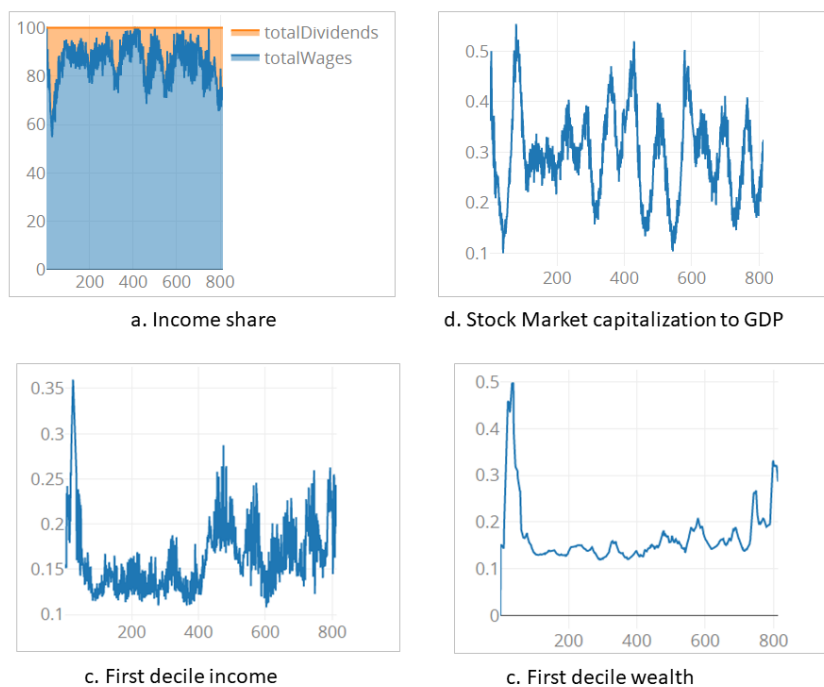 100
80
60
40
20
0
200 400 600 800
totalDividends
totalWages
a. Income share
0.5
0.4
0.3
0.2
0.1
200 400 600 800
d. Stock Market capitalization to GDP
0.35
0.3
0.25
0.2
0.15
0.1
200 400 600 800
c. First decile income
0.5
0.4
0.3
0.2
0.1
0
200 400 600 800
c. First decile wealth